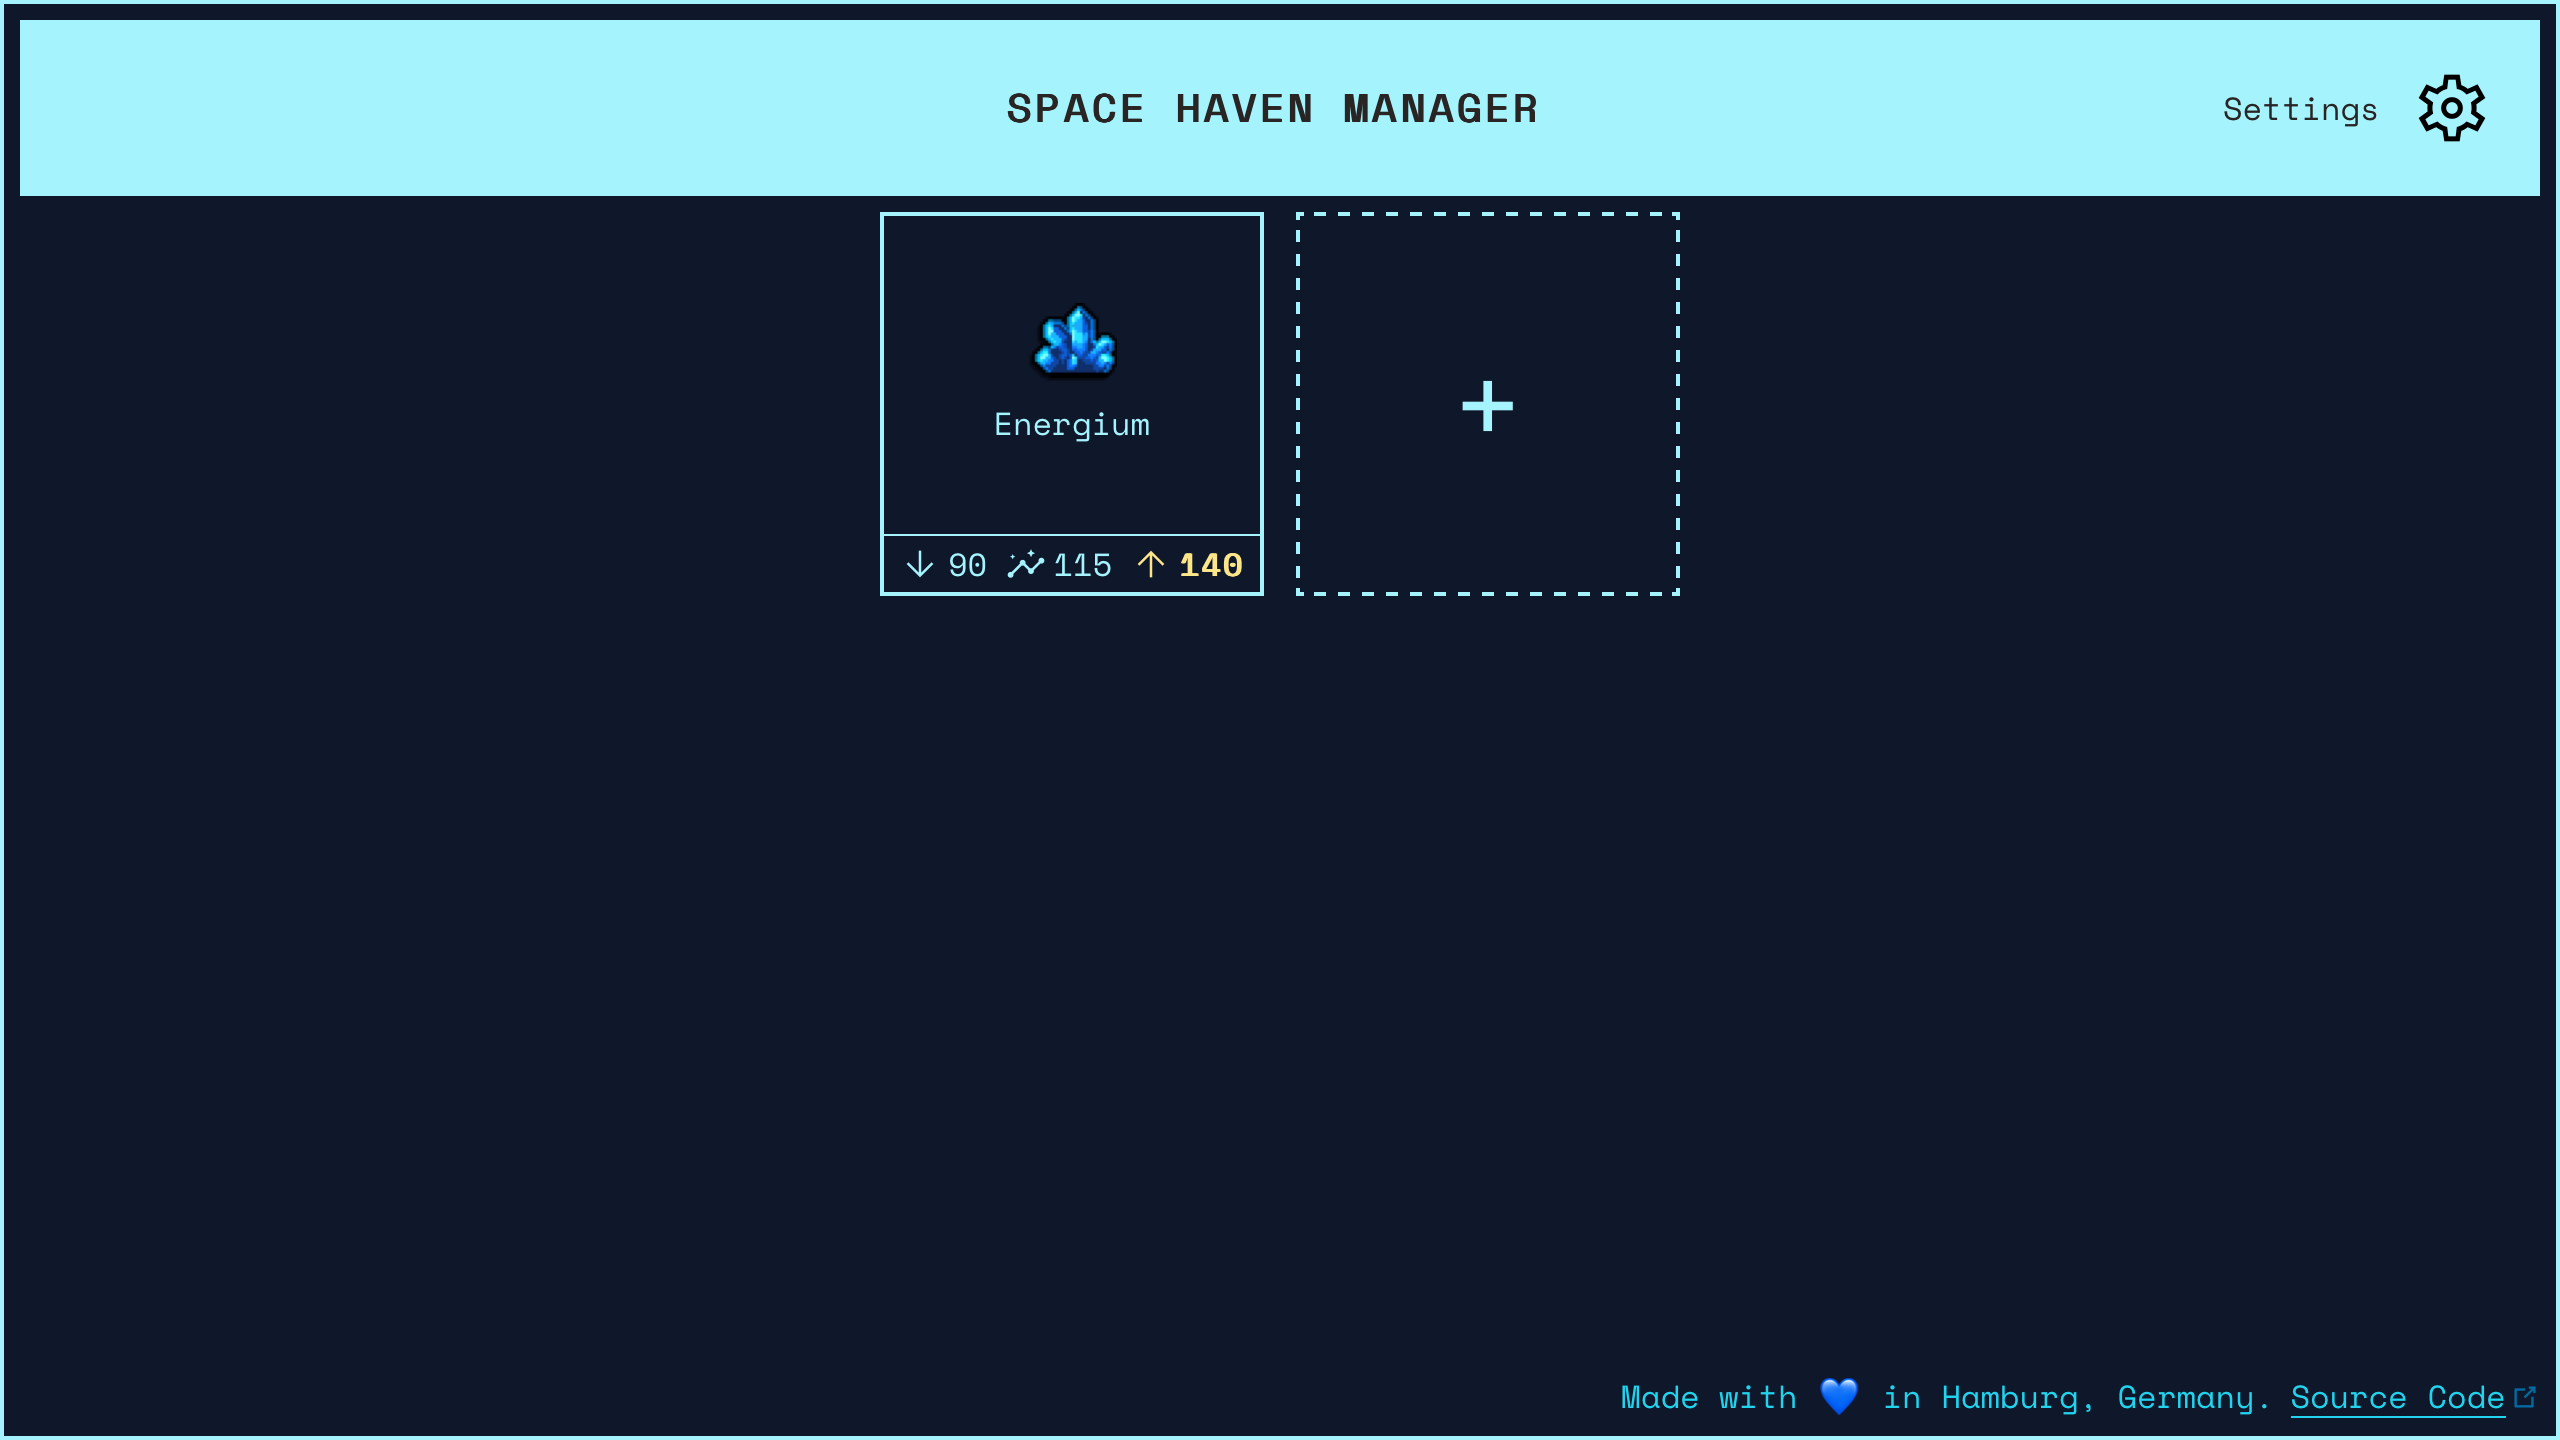 SPACE HAVEN MANAGER
Settings
Energium
90 115 140
Made with 💙 in Hamburg, Germany. Source Code